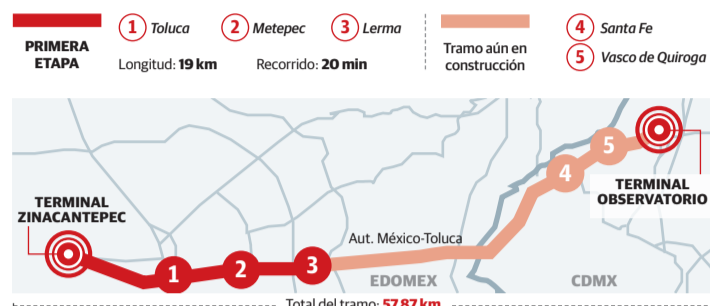 PRIMERA
ETAPA
1 Toluca
2 Metepec
3 Lerma
Longitud: 19 km
Recorrido: 20 min
Tramo aún en
construcción
4 Santa Fe
5 Vasco de Quiroga
TERMINAL
ZINACANTEPEC
1
2
3
Aut. México-Toluca
4
5
TERMINAL
OBSERVATORIO
EDOMEX
CDMX
Total del tramo: 57.87 km